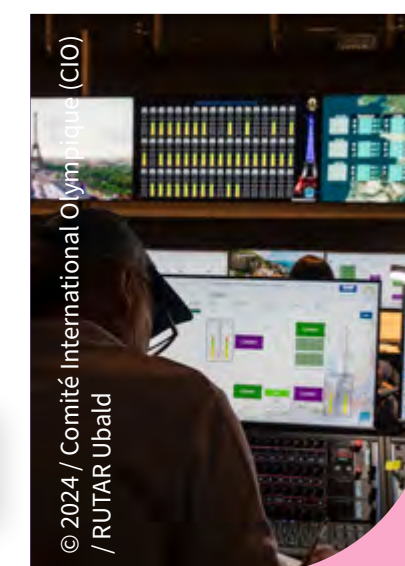 © 2024 / Comité International Olympique (CIO)
/ RUTAR Ubald